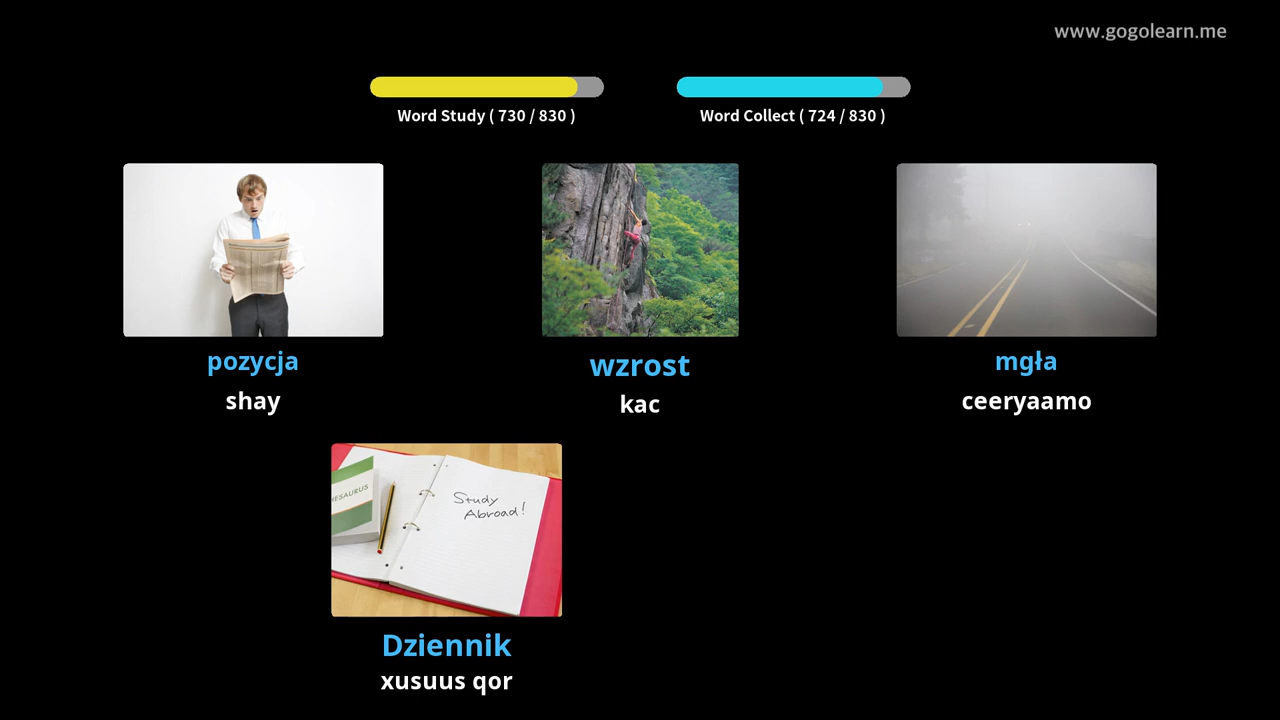 www.gogolearn.me
Word Study ( 730 / 830 )
Word Collect ( 724 / 830 )
pozycja
shay
wzrost
kac
mgła
ceeryaamo
ESAURUS
Study
Abroad!
Dziennik
xusuus qor